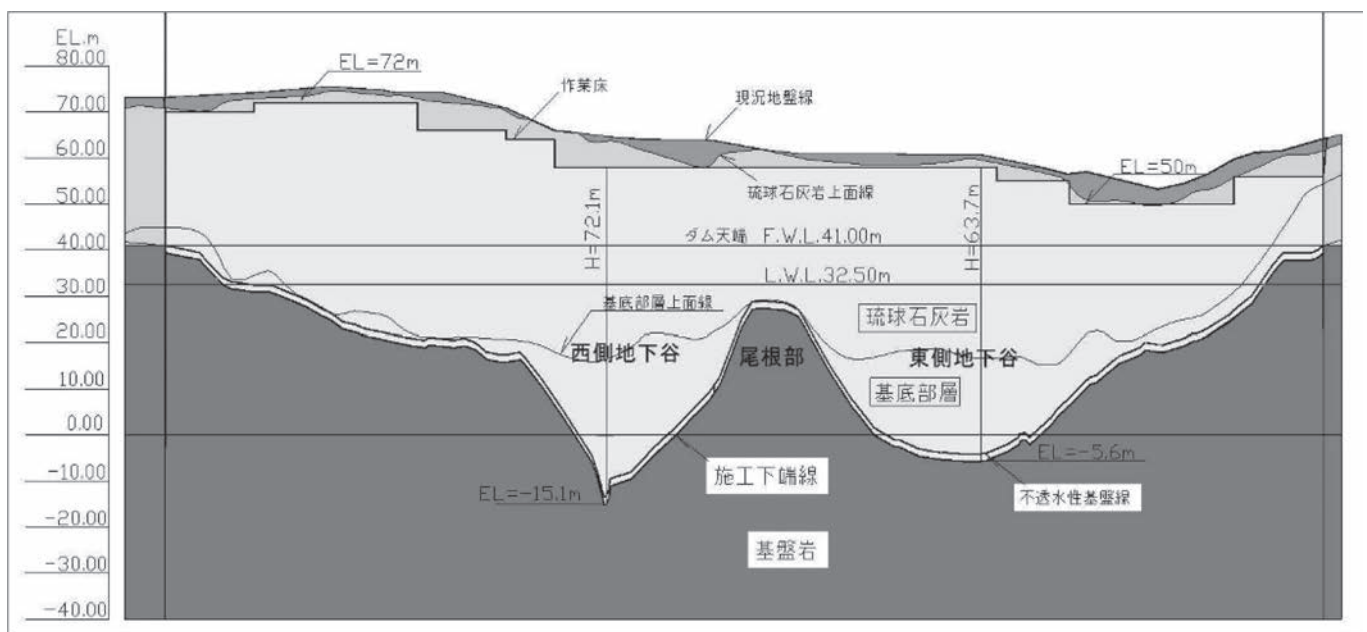 EL.m
80.00
70.00
60.00
50.00
40.00
30.00
20.00
10.00
0.00
-10.00
-20.00
-30.00
-40.00
EL=72m
作業床
現況地盤線
琉球石灰岩上面線
EL=50m
H=72.1m
H=63.7m
ダム天端 F.W.L.41.00m
L.W.L.32.50m
基底部層上面線
琉球石灰岩
西側地下谷
尾根部
東側地下谷
基底部層
施工下端線
EL=-5.6m
EL=-15.1m
不透水性基盤線
基盤岩